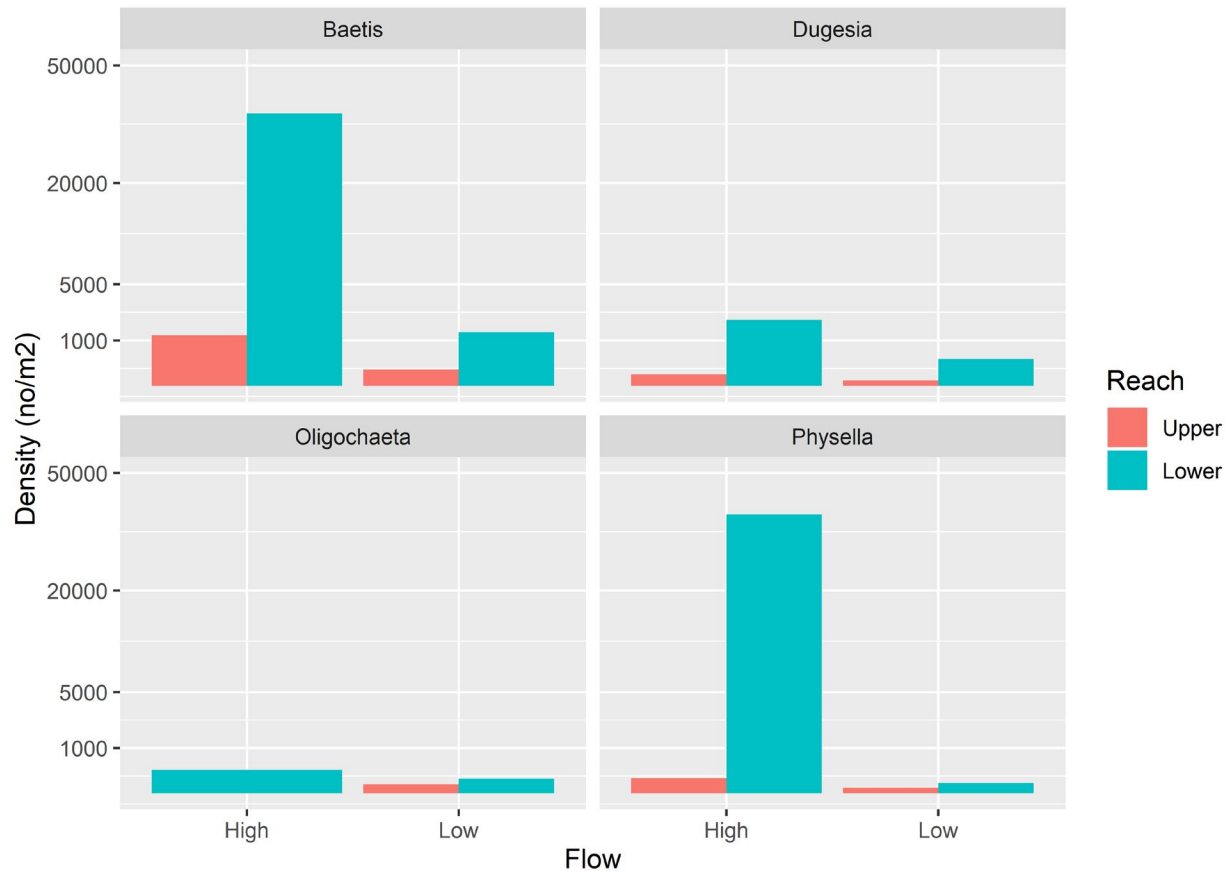 Baetis
Dugesia
50000
20000
5000
1000
Oligochaeta
Physella
50000
20000
5000
1000
High
Low
High
Low
Flow
Density (no/m2)
Reach
Upper
Lower